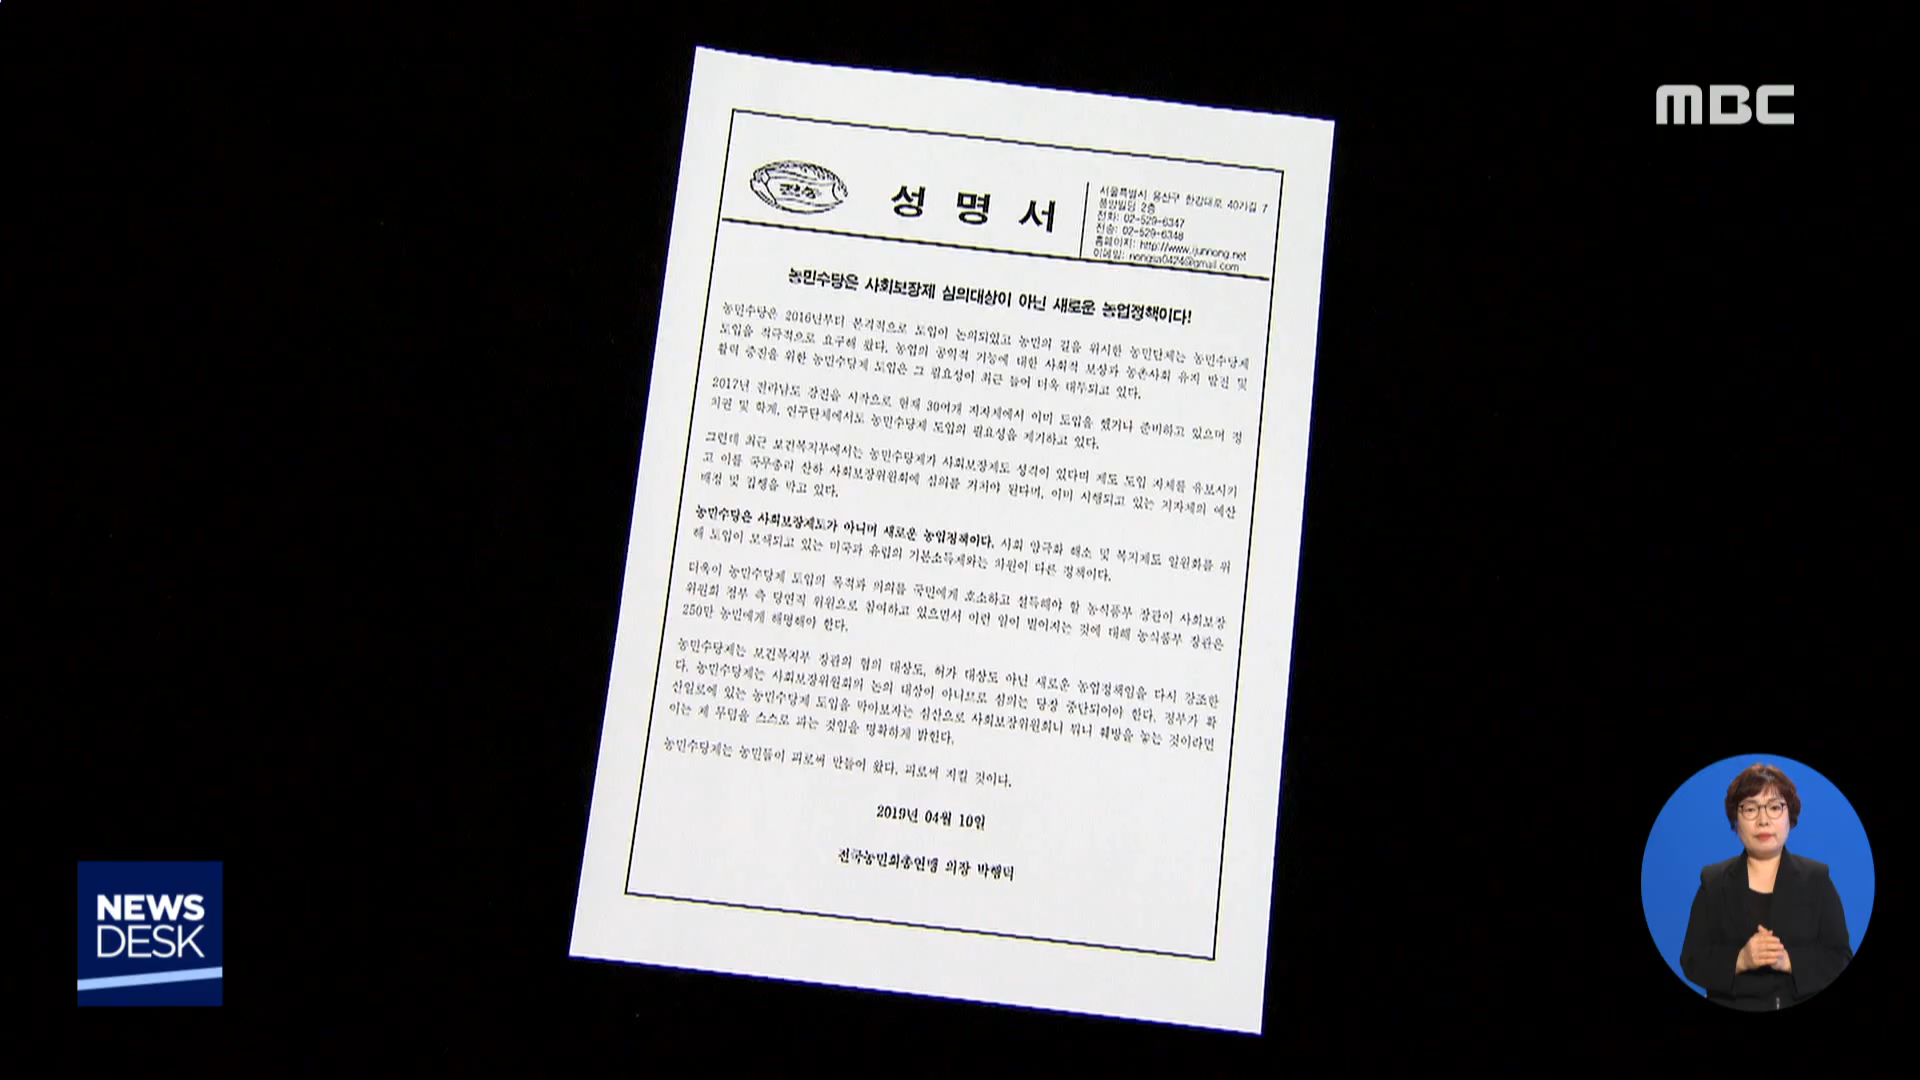 MBC
전농
성 명 서
서울특별시 용산구 한강대로 40가길 7
풍양빌딩 2층
전화: 02-529-6347
전송: 02-529-6348
홈페이지: http://www.ijunnong.net
이메일: nongsa0424@gmail.com
농민수당은 사회보장제 심의대상이 아닌 새로운 농업정책이다!
농민수당은 2016년부터 본격적으로 도입이 논의되었고 농민의 길을 위시한 농민단체는 농민수당제
도입을 적극적으로 요구해 왔다. 농업의 공익적 기능에 대한 사회적 보상과 농촌사회 유지 발전 및
활력 증진을 위한 농민수당제 도입은 그 필요성이 최근 들어 더욱 대두되고 있다.
2017년 전라남도 강진을 시작으로 현재 30여개 지자체에서 이미 도입을 했거나 준비하고 있으며 정
치권 및 학계, 연구단체에서도 농민수당제 도입의 필요성을 제기하고 있다.
그런데 최근 보건복지부에서는 농민수당제가 사회보장제도 성격이 있다며 제도 도입 자체를 유보시키
고 이를 국무총리 산하 사회보장위원회에 심의를 거쳐야 된다며, 이미 시행되고 있는 지자체의 예산
배정 및 집행을 막고 있다.
농민수당은 사회보장제도가 아니며 새로운 농업정책이다. 사회 양극화 해소 및 복지제도 일원화를 위
해 도입이 모색되고 있는 미국과 유럽의 기본소득제와는 차원이 다른 정책이다.
더욱이 농민수당제 도입의 목적과 의의를 국민에게 호소하고 설득해야 할 농식품부 장관이 사회보장
위원회 정부 측 당연직 위원으로 참여하고 있으면서 이런 일이 벌어지는 것에 대해 농식품부 장관은
250만 농민에게 해명해야 한다.
농민수당제는 보건복지부 장관의 협의 대상도, 허가 대상도 아닌 새로운 농업정책임을 다시 강조한
다. 농민수당제는 사회보장위원회의 논의 대상이 아니므로 심의는 당장 중단되어야 한다. 정부가 확
산일로에 있는 농민수당제 도입을 막아보자는 심산으로 사회보장위원회니 뭐니 훼방을 놓는 것이라면
이는 제 무덤을 스스로 파는 것임을 명확하게 밝힌다.
농민수당제는 농민들이 피로써 만들어 왔다. 피로써 지킬 것이다.
2019년 04월 10일
전국농민회총연맹 의장 박행덕
NEWS
DESK